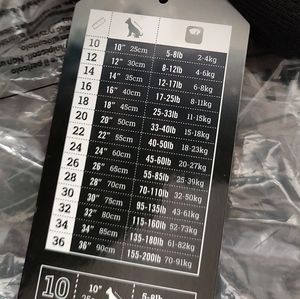 10 10" 25cm 5-8lb 2-4kg
12 12" 30cm 8-12lb 4-6kg
14 14" 35cm 12-17lb 6-8kg
16 16" 40cm 17-25lb 8-11kg
18 18" 45cm 25-33lb 11-15kg
20 20" 50cm 33-40lb 15-18kg
22 22" 55cm 40-50lb 18-23kg
24 24" 60cm 45-60lb 20-27kg
26 26" 65cm 55-85lb 25-39kg
28 28" 70cm 70-110lb 32-50kg
30 30" 75cm 95-135lb 43-61kg
32 32" 80cm 115-160lb 52-73kg
34 34" 85cm 135-180lb 61-82kg
36 36" 90cm 155-200lb 70-91kg
10 10" 5-8lb